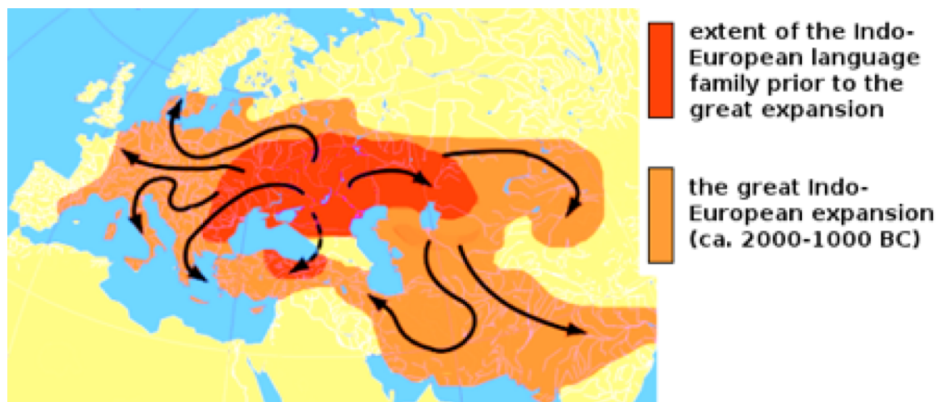 extent of the Indo-
European language
family prior to the
great expansion
the great Indo-
European expansion
(ca. 2000-1000 BC)